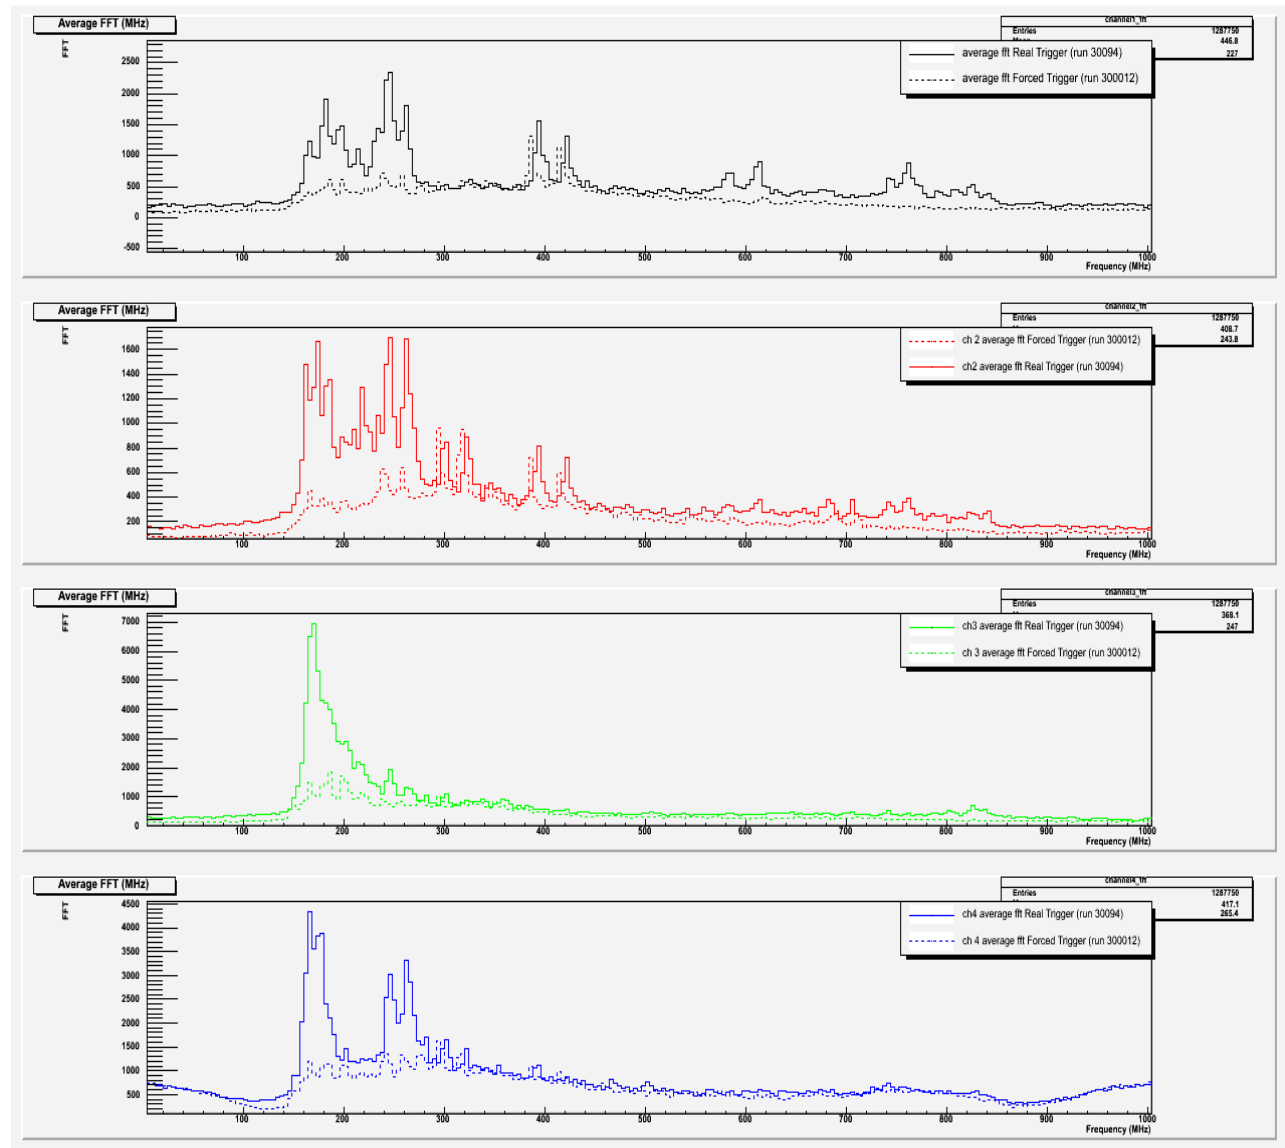 Average FFT (MHz)
FFT
channel1_fft
Entries 1287750
446.8
227
average fft Real Trigger (run 30094)
average fft Forced Trigger (run 300012)
2500
2000
1500
1000
500
0
-500
100 200 300 400 500 600 700 800 900 1000
Frequency (MHz)
Average FFT (MHz)
FFT
channel2_fft
Entries 1287750
408.7
243.8
ch 2 average fft Forced Trigger (run 300012)
ch2 average fft Real Trigger (run 30094)
1600
1400
1200
1000
800
600
400
200
100 200 300 400 500 600 700 800 900 1000
Frequency (MHz)
Average FFT (MHz)
FFT
channel3_fft
Entries 1287750
368.1
247
ch3 average fft Real Trigger (run 30094)
ch 3 average fft Forced Trigger (run 300012)
7000
6000
5000
4000
3000
2000
1000
0
100 200 300 400 500 600 700 800 900 1000
Frequency (MHz)
Average FFT (MHz)
FFT
channel4_fft
Entries 1287750
417.1
265.4
ch4 average fft Real Trigger (run 30094)
ch 4 average fft Forced Trigger (run 300012)
4500
4000
3500
3000
2500
2000
1500
1000
500
100 200 300 400 500 600 700 800 900 1000
Frequency (MHz)